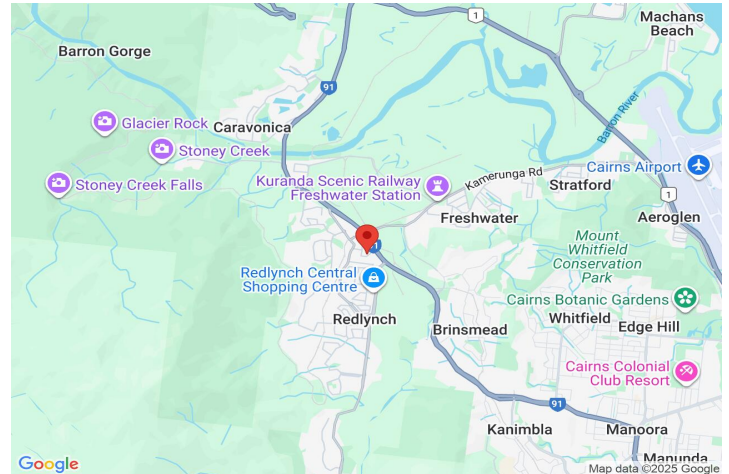 Machans
Beach
1
Barron Gorge
91
Glacier Rock
Caravonica
Barron River
Stoney Creek
Cairns Airport
Kamerunga Rd
Stoney Creek Falls
Kuranda Scenic Railway
Freshwater Station
Stratford
1
Freshwater
Aeroglen
Mount
Whitfield
Conservation
Park
Redlynch Central
Shopping Centre
Cairns Botanic Gardens
Redlynch
Brinsmead
Whitfield
Edge Hill
Cairns Colonial
Club Resort
91
Kanimbla
Manoora
Manunda
Google
Map data ©2025 Google